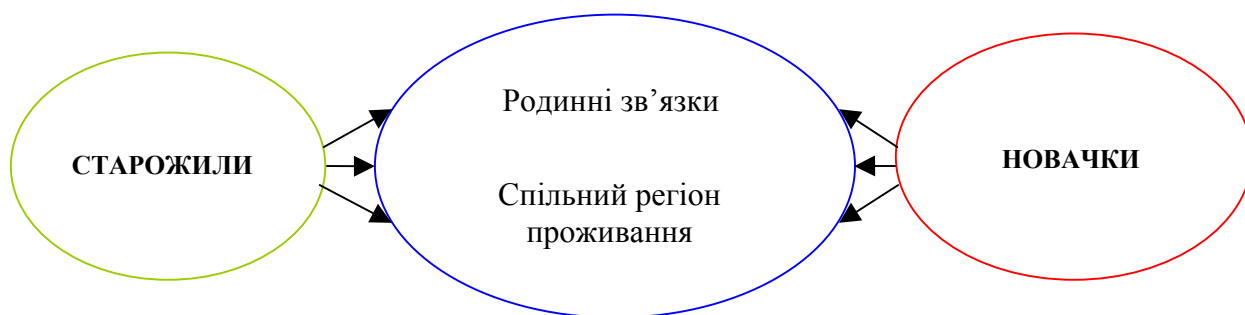 СТАРОЖИЛИ
Родинні зв’язки
Спільний регіон
проживання
НОВАЧКИ